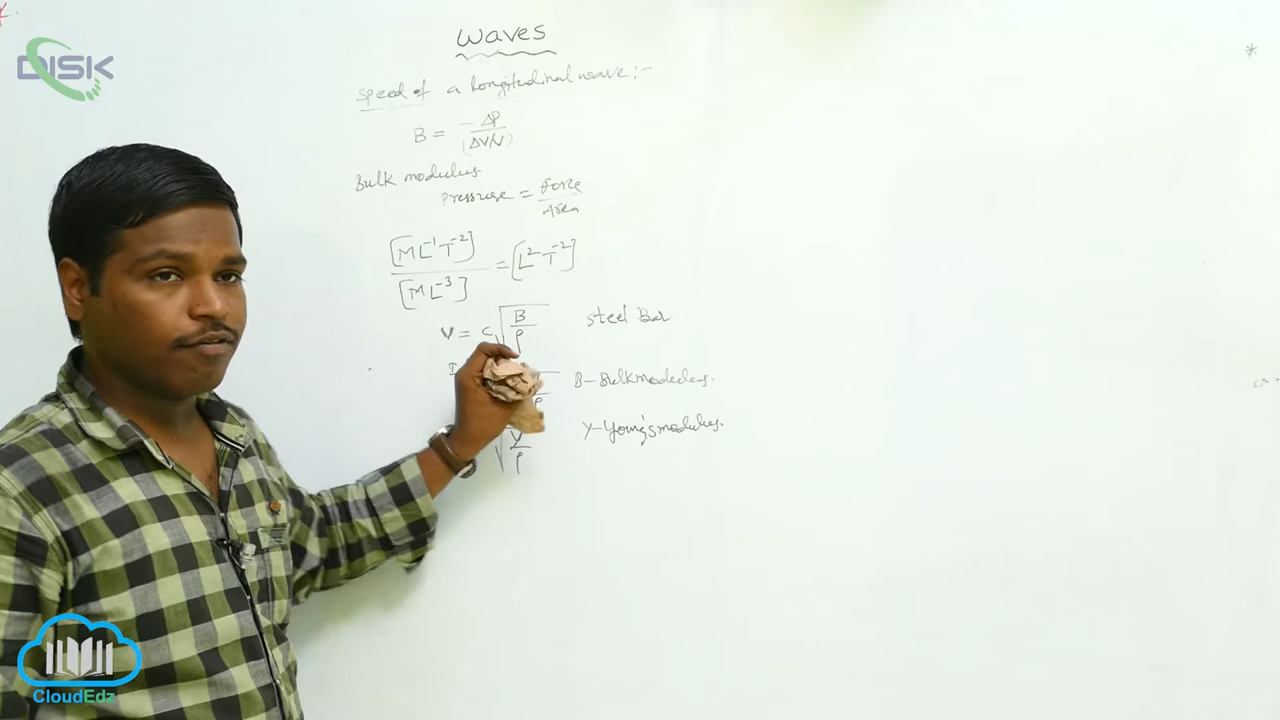 Waves
DISK
Speed of a longitudinal wave :-
B = -ΔP / (ΔV/V)
Bulk modulus
Pressure = Force / Area
[ML⁻¹T⁻²] / [ML⁻³] = [L²T⁻²]
v = C√(B/ρ) Steel Bar
B - Bulk modulus.
ρ
Y - Young's modulus.
√(Y/ρ)
CloudEdz